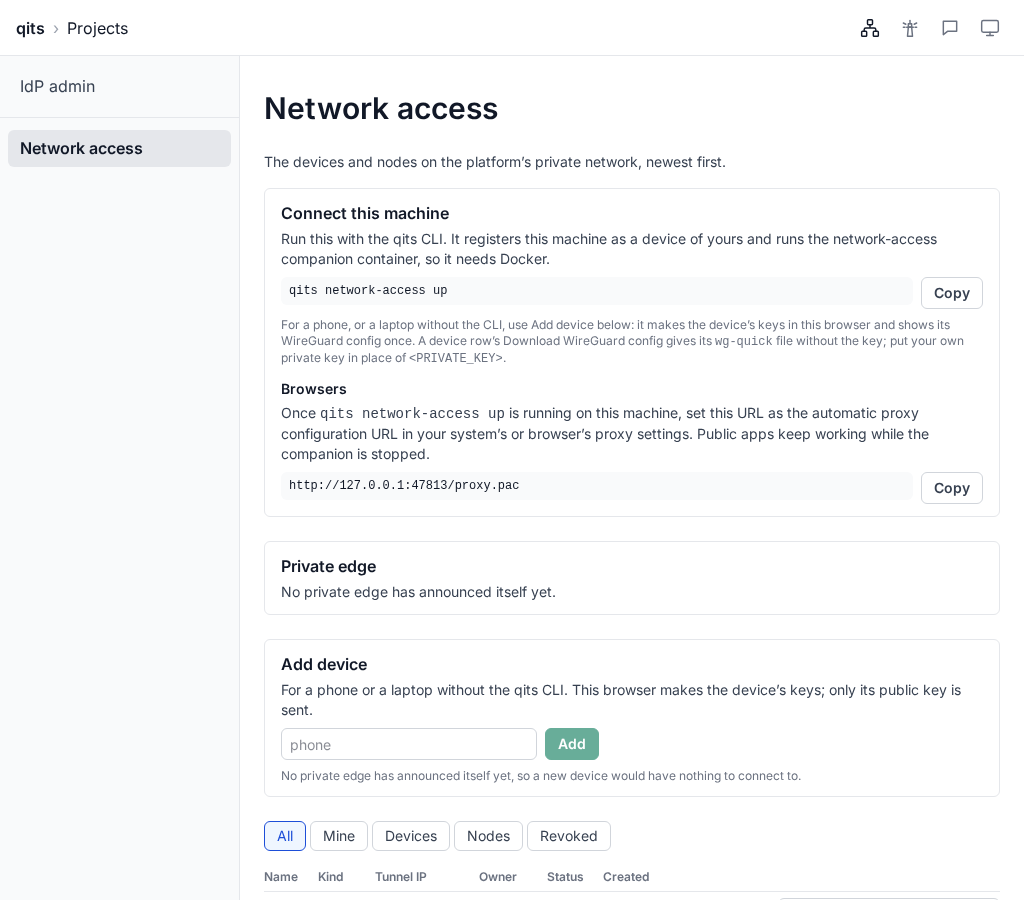 qits › Projects
IdP admin
Network access
Network access
The devices and nodes on the platform’s private network, newest first.
Connect this machine
Run this with the qits CLI. It registers this machine as a device of yours and runs the network-access
companion container, so it needs Docker.
qits network-access up
Copy
For a phone, or a laptop without the CLI, use Add device below: it makes the device’s keys in this browser and shows its
WireGuard config once. A device row’s Download WireGuard config gives its wg-quick file without the key; put your own
private key in place of <PRIVATE_KEY>.
Browsers
Once qits network-access up is running on this machine, set this URL as the automatic proxy
configuration URL in your system’s or browser’s proxy settings. Public apps keep working while the
companion is stopped.
http://127.0.0.1:47813/proxy.pac
Copy
Private edge
No private edge has announced itself yet.
Add device
For a phone or a laptop without the qits CLI. This browser makes the device’s keys; only its public key is
sent.
phone
Add
No private edge has announced itself yet, so a new device would have nothing to connect to.
All Mine Devices Nodes Revoked
Name Kind Tunnel IP Owner Status Created